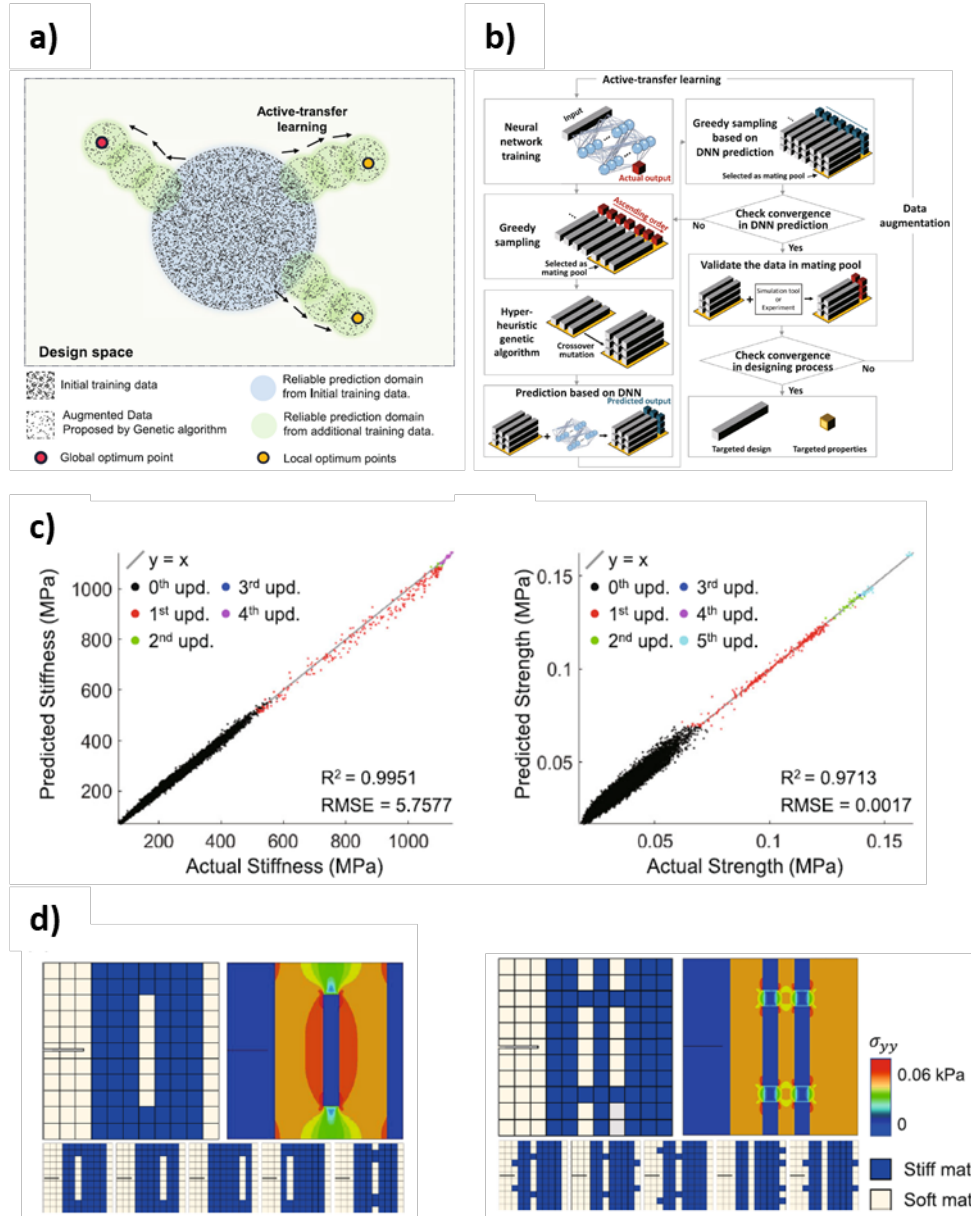 a)
b)
Active-transfer
learning
Design space
Initial training data
Reliable prediction domain
from Initial training data.
Augmented Data
Proposed by Genetic algorithm
Reliable prediction domain
from additional training data.
Global optimum point
Local optimum points
Active-transfer learning
Neural
network
training
Input
Actual output
Greedy sampling
based on
DNN prediction
Selected as mating pool
Greedy
sampling
Ascending order
Selected as
mating pool
No
Check convergence
in DNN prediction
Data
augmentation
Yes
Validate the data in mating pool
Simulation tool
or
Experiment
Hyper-
heuristic
genetic
algorithm
Crossover
mutation
Check convergence
in designing process
No
Yes
Prediction based on DNN
Predicted output
Targeted design
Targeted properties
c)
y = x
0th upd.
1st upd.
2nd upd.
3rd upd.
4th upd.
R2 = 0.9951
RMSE = 5.7577
Predicted Stiffness (MPa)
1000
800
600
400
200
200
400
600
800
1000
Actual Stiffness (MPa)
y = x
0th upd.
1st upd.
2nd upd.
3rd upd.
4th upd.
5th upd.
R2 = 0.9713
RMSE = 0.0017
Predicted Strength (MPa)
0.15
0.1
0.05
0.05
0.1
0.15
Actual Strength (MPa)
d)
σyy
0.06 kPa
0
Stiff mat
Soft mat